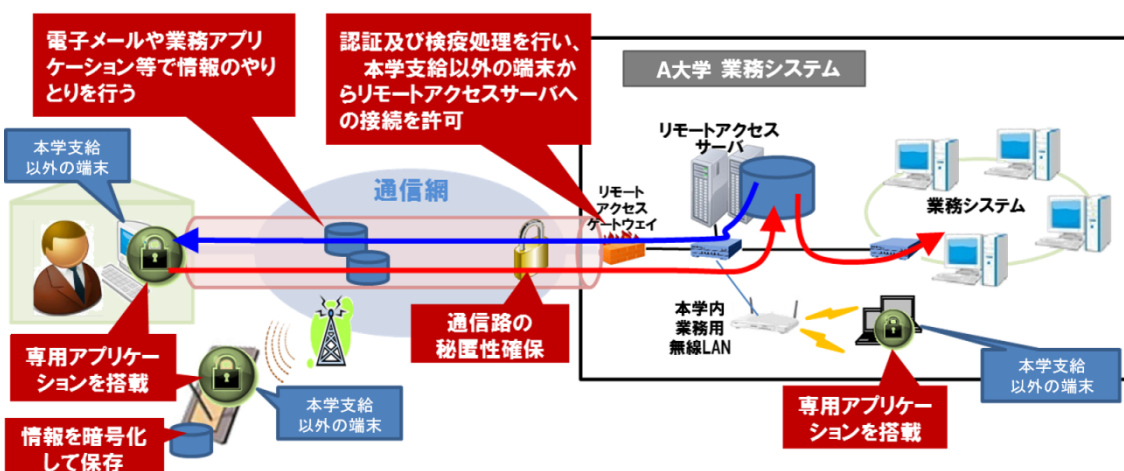 電子メールや業務アプリ
ケーション等で情報のやり
とりを行う
認証及び検疫処理を行い、
本学支給以外の端末か
らリモートアクセスサーバへ
の接続を許可
A大学 業務システム
本学支給
以外の端末
通信網
リモートアクセス
サーバ
リモート
アクセス
ゲートウェイ
業務システム
専用アプリケー
ションを搭載
通信路の
秘匿性確保
本学内
業務用
無線LAN
本学支給
以外の端末
本学支給
以外の端末
情報を暗号化
して保存
専用アプリケー
ションを搭載